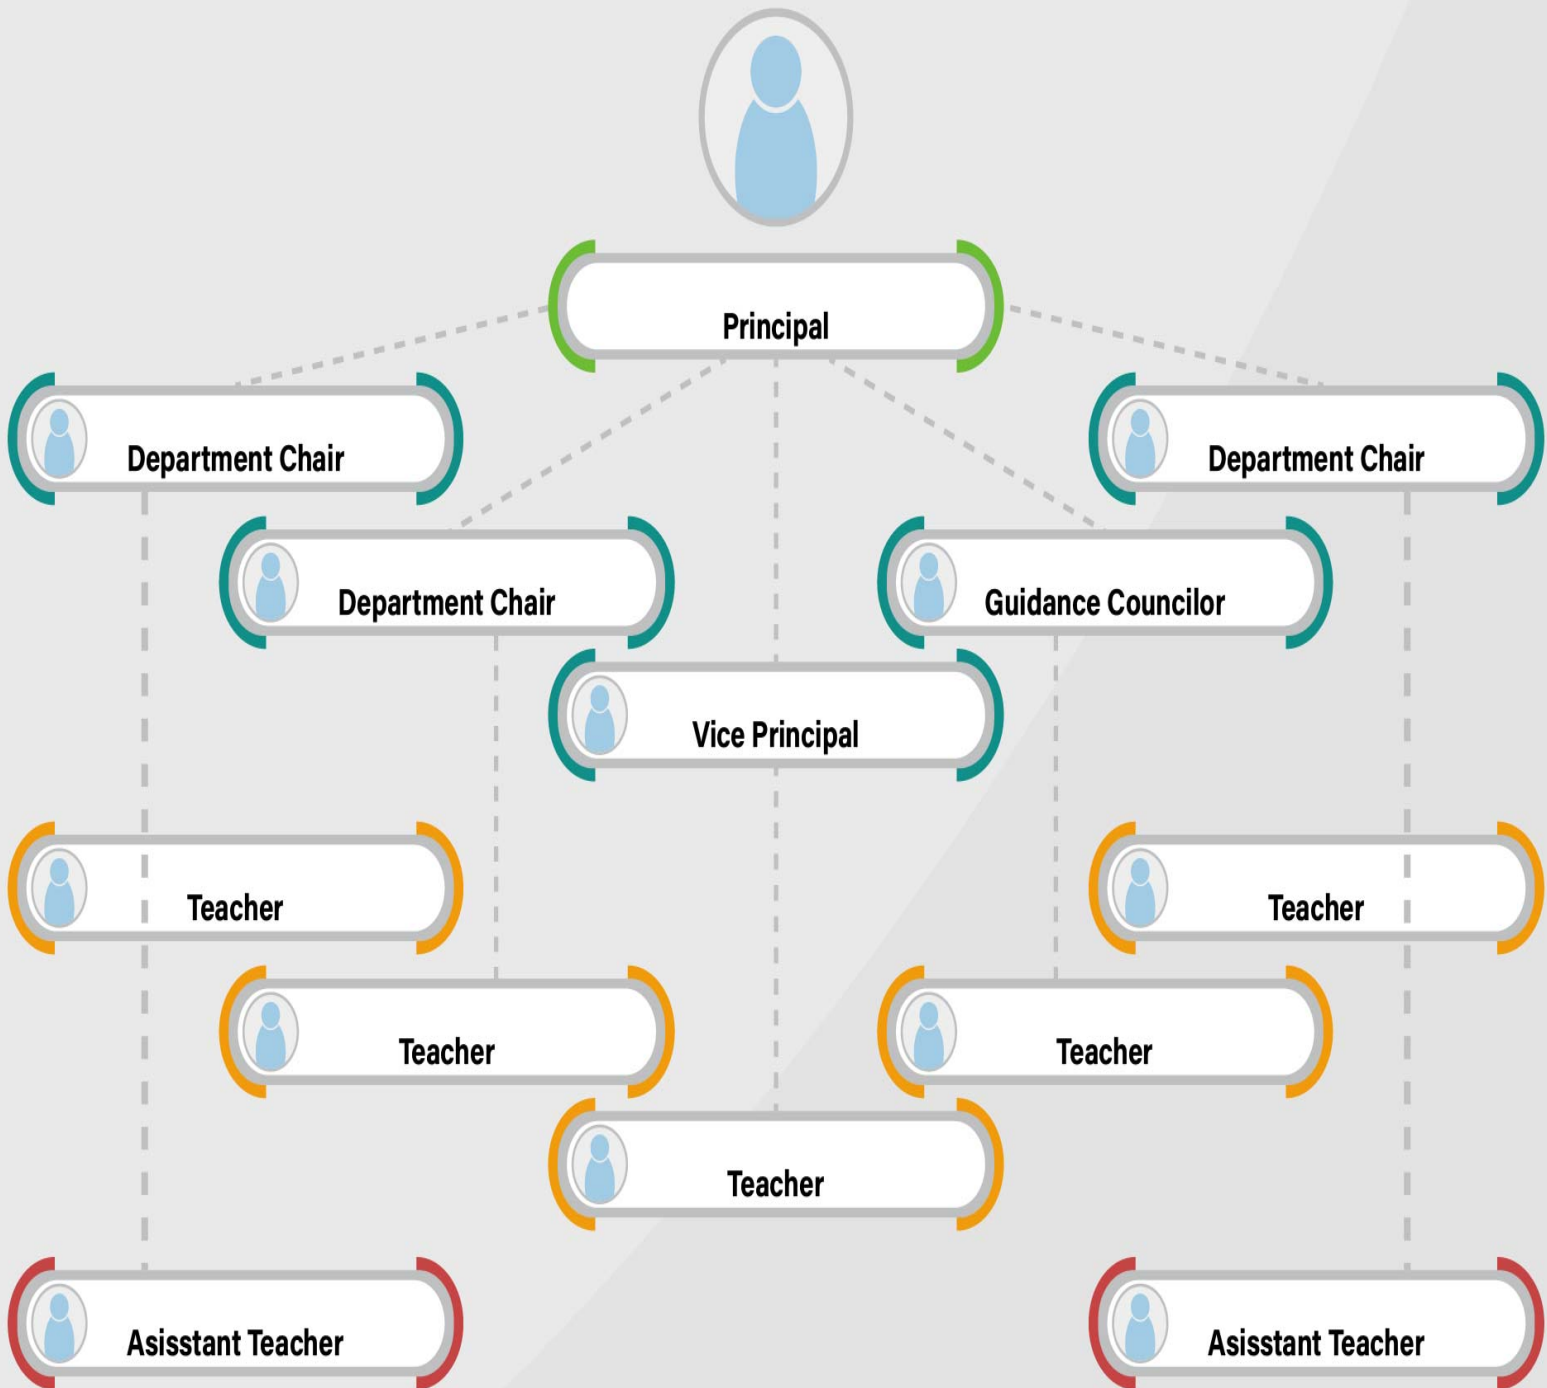 Principal
Department Chair
Department Chair
Department Chair
Guidance Councilor
Vice Principal
Teacher
Teacher
Teacher
Teacher
Teacher
Asisstant Teacher
Asisstant Teacher